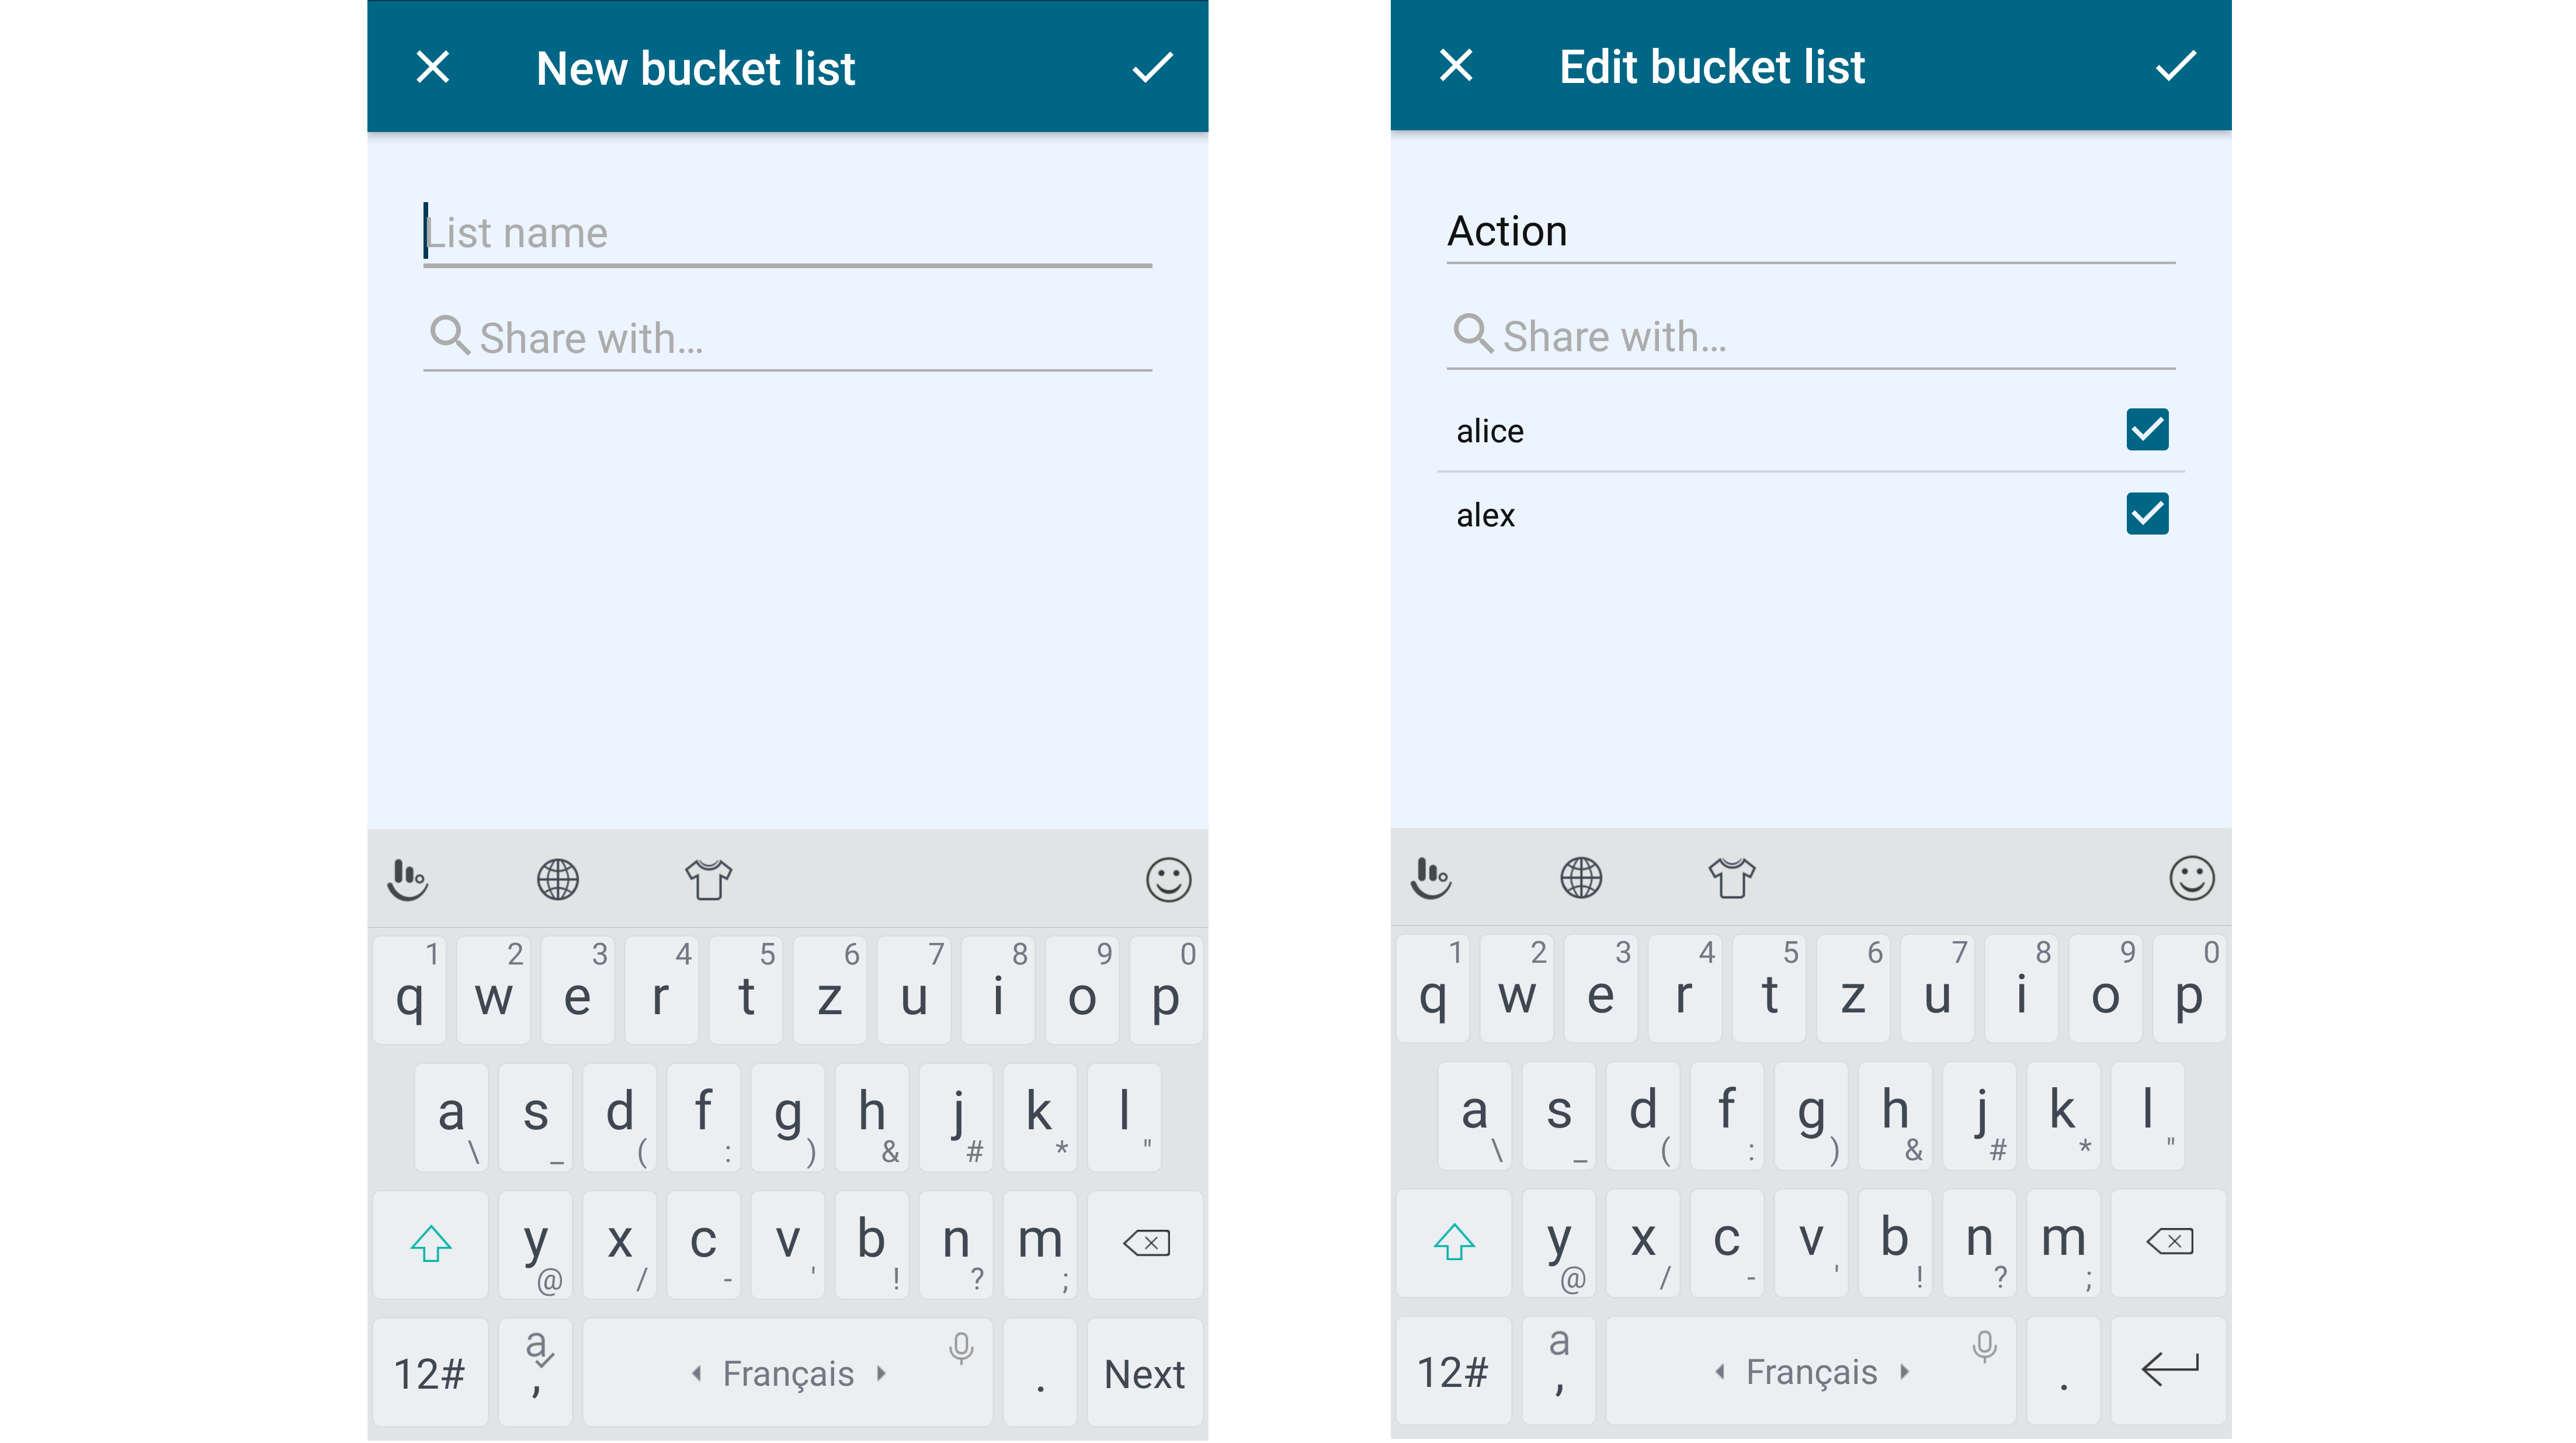 New bucket list
List name
Share with...
1 2 3 4 5 6 7 8 9 0
q w e r t z u i o p
a s d f g h j k l
\ _ ( : ) & # * "
y x c v b n m
@ / - ' ! ? ;
12# a , Français . Next
Edit bucket list
Action
Share with...
alice
alex
1 2 3 4 5 6 7 8 9 0
q w e r t z u i o p
a s d f g h j k l
\ _ ( : ) & # * "
y x c v b n m
@ / - ' ! ? ;
12# a , Français .